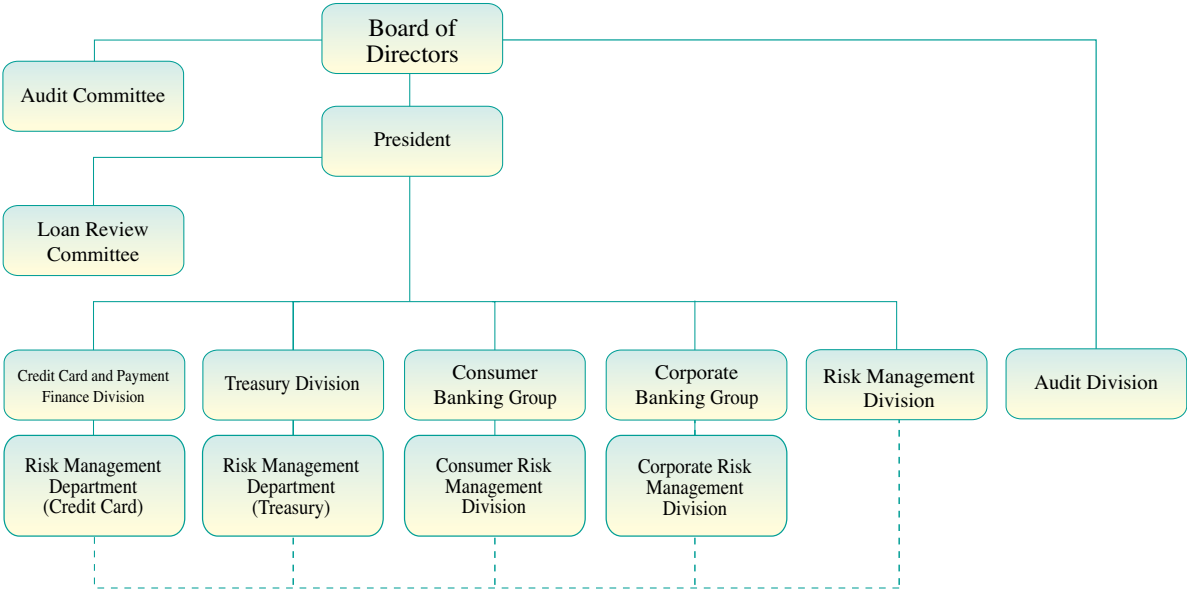 Board of
Directors
Audit Committee
President
Loan Review
Committee
Credit Card and Payment
Finance Division
Treasury Division
Consumer
Banking Group
Corporate
Banking Group
Risk Management
Division
Audit Division
Risk Management
Department
(Credit Card)
Risk Management
Department
(Treasury)
Consumer Risk
Management
Division
Corporate Risk
Management
Division